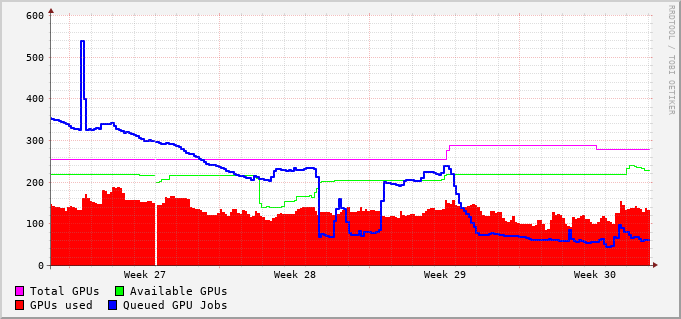 600
500
400
300
200
100
0
Week 27 Week 28 Week 29 Week 30
Total GPUs Available GPUs
GPUs used Queued GPU Jobs
RRDTOOL / TOBI OETIKER